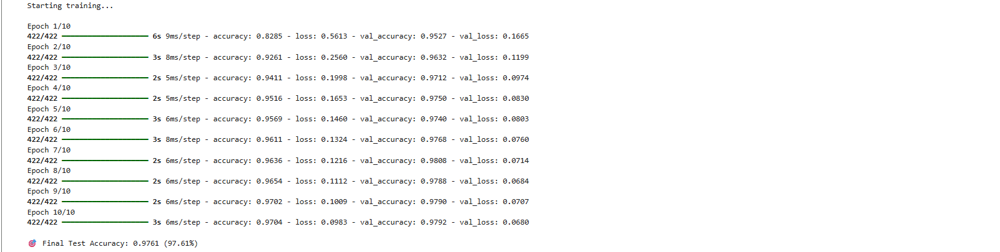 Starting training...
Epoch 1/10
422/422 ━━━━━━━━━━━━━━━━━━━━ 6s 9ms/step - accuracy: 0.8285 - loss: 0.5613 - val_accuracy: 0.9527 - val_loss: 0.1665
Epoch 2/10
422/422 ━━━━━━━━━━━━━━━━━━━━ 3s 8ms/step - accuracy: 0.9261 - loss: 0.2560 - val_accuracy: 0.9632 - val_loss: 0.1199
Epoch 3/10
422/422 ━━━━━━━━━━━━━━━━━━━━ 2s 5ms/step - accuracy: 0.9411 - loss: 0.1998 - val_accuracy: 0.9712 - val_loss: 0.0974
Epoch 4/10
422/422 ━━━━━━━━━━━━━━━━━━━━ 2s 5ms/step - accuracy: 0.9516 - loss: 0.1653 - val_accuracy: 0.9750 - val_loss: 0.0830
Epoch 5/10
422/422 ━━━━━━━━━━━━━━━━━━━━ 3s 6ms/step - accuracy: 0.9569 - loss: 0.1460 - val_accuracy: 0.9740 - val_loss: 0.0803
Epoch 6/10
422/422 ━━━━━━━━━━━━━━━━━━━━ 3s 8ms/step - accuracy: 0.9611 - loss: 0.1324 - val_accuracy: 0.9768 - val_loss: 0.0760
Epoch 7/10
422/422 ━━━━━━━━━━━━━━━━━━━━ 2s 6ms/step - accuracy: 0.9636 - loss: 0.1216 - val_accuracy: 0.9808 - val_loss: 0.0714
Epoch 8/10
422/422 ━━━━━━━━━━━━━━━━━━━━ 2s 6ms/step - accuracy: 0.9654 - loss: 0.1112 - val_accuracy: 0.9788 - val_loss: 0.0684
Epoch 9/10
422/422 ━━━━━━━━━━━━━━━━━━━━ 2s 6ms/step - accuracy: 0.9702 - loss: 0.1009 - val_accuracy: 0.9790 - val_loss: 0.0707
Epoch 10/10
422/422 ━━━━━━━━━━━━━━━━━━━━ 3s 6ms/step - accuracy: 0.9704 - loss: 0.0983 - val_accuracy: 0.9792 - val_loss: 0.0680
🎯 Final Test Accuracy: 0.9761 (97.61%)